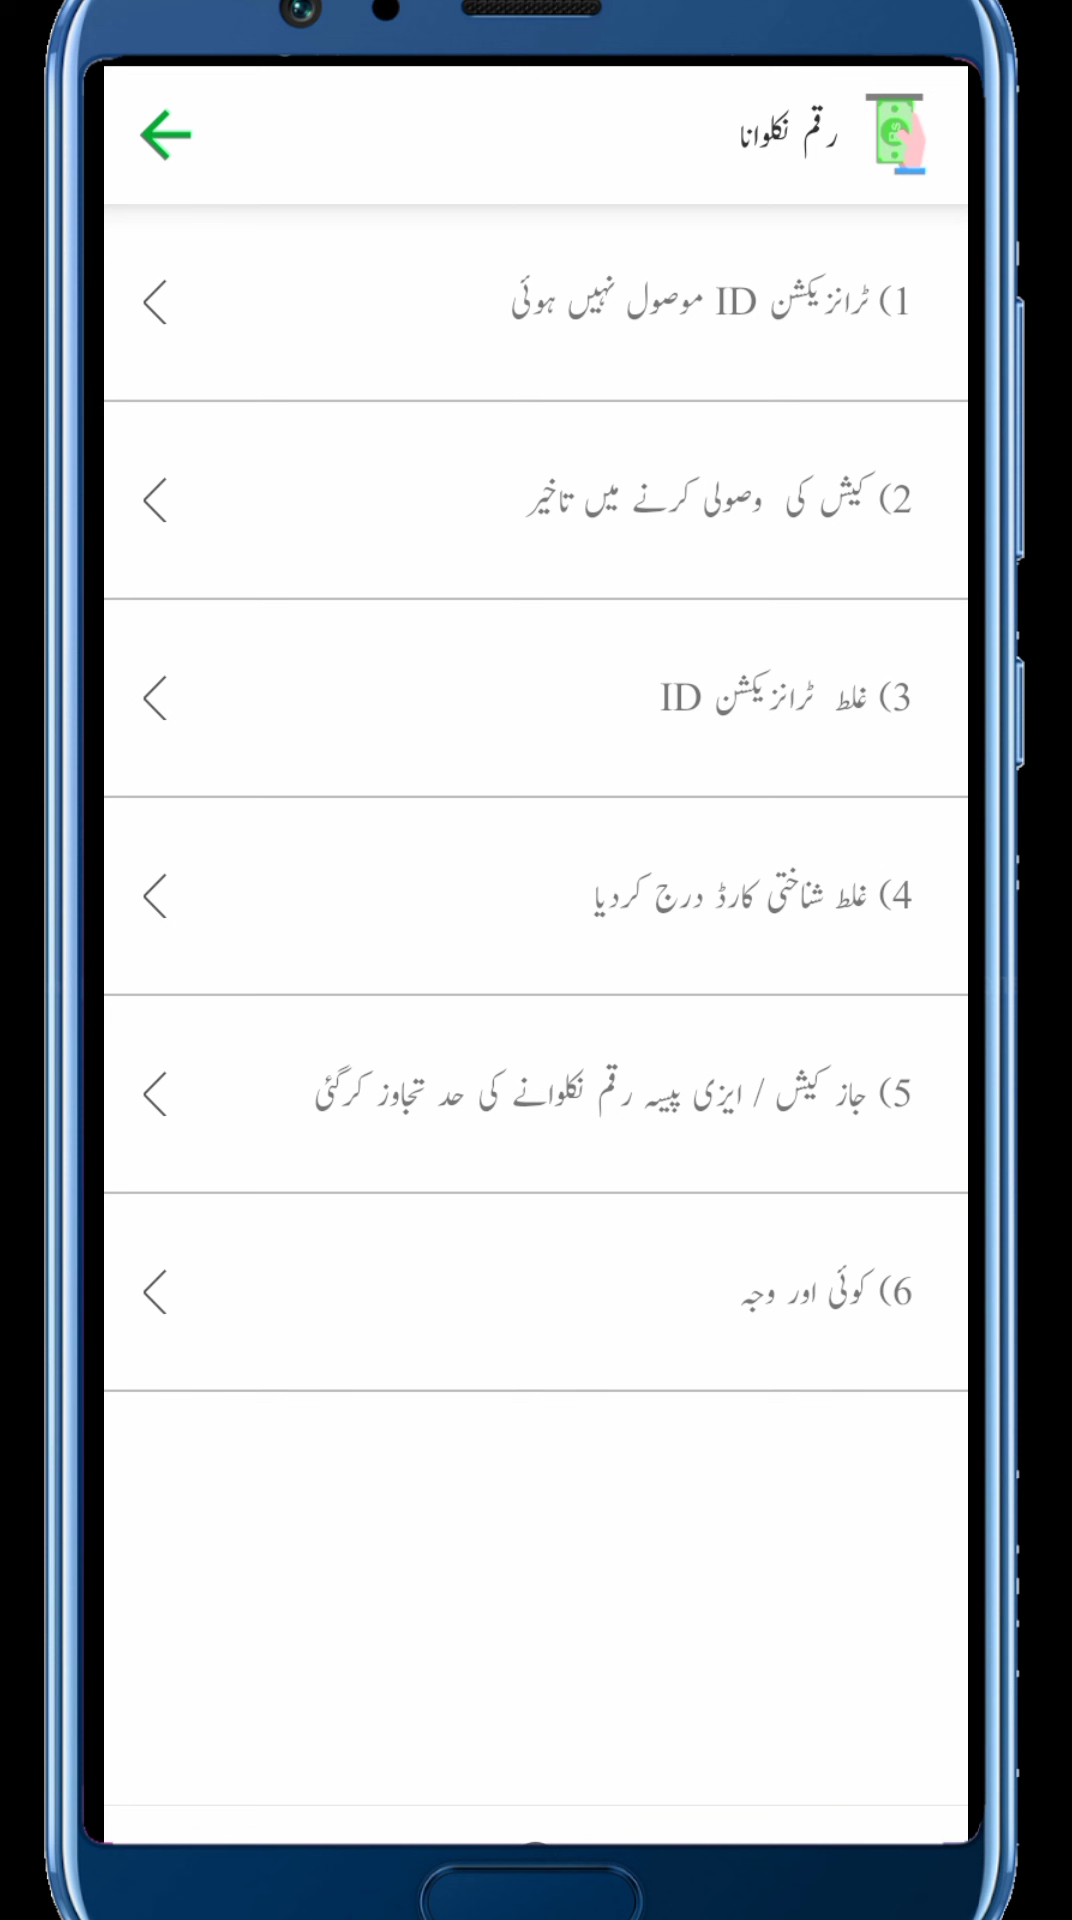 رقم نکلوانا
1) ٹرانزیکشن ID موصول نہیں ہوئی
2) کیش کی وصولی کرنے میں تاخیر
3) غلط ٹرانزیکشن ID
4) غلط شناختی کارڈ درج کردیا
5) جاز کیش / ایزی پیسہ رقم نکلوانے کی حد تجاوز کرگئی
6) کوئی اور وجہ